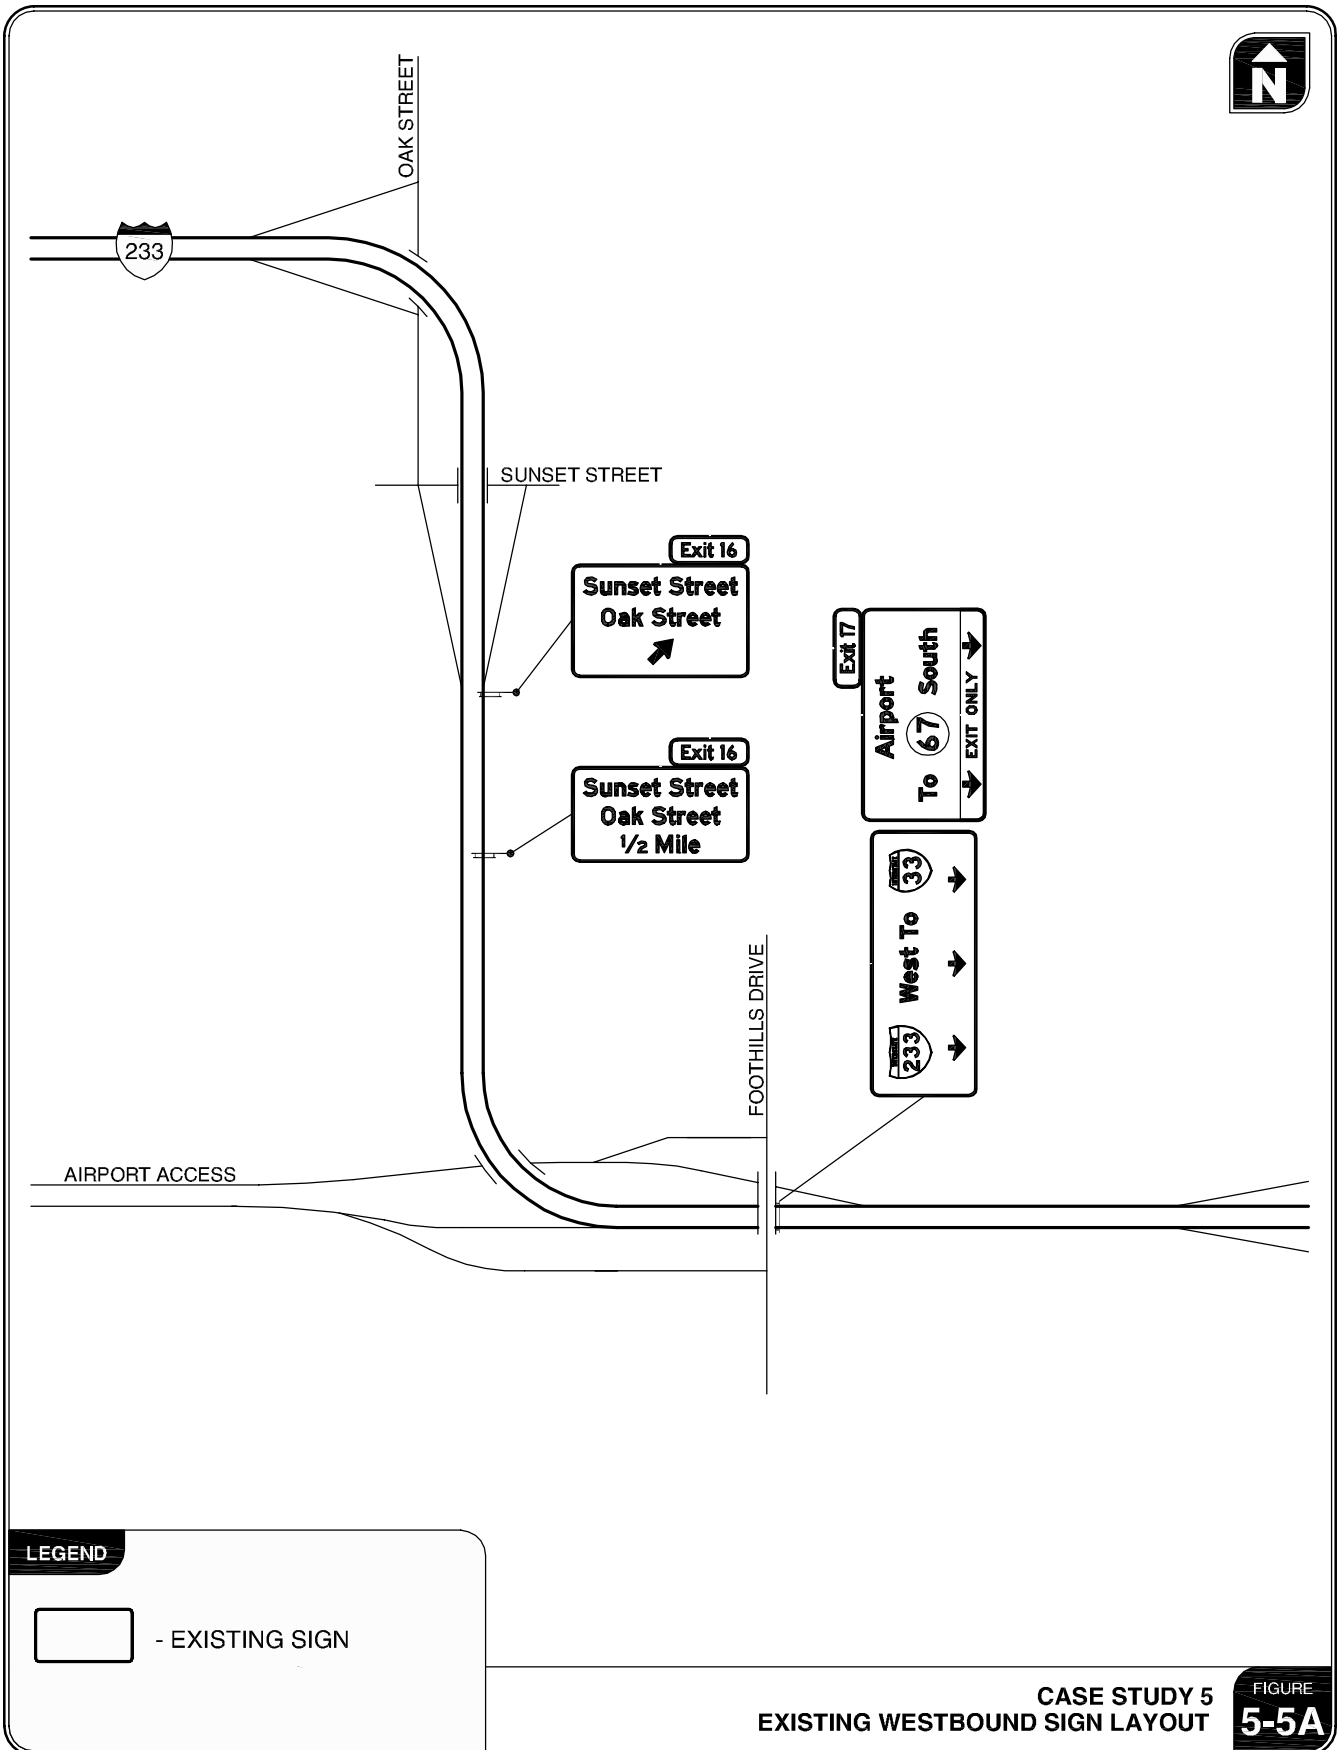 N
OAK STREET
233
SUNSET STREET
Exit 16
Sunset Street
Oak Street
Exit 17
Airport
To 67 South
EXIT ONLY
Exit 16
Sunset Street
Oak Street
1/2 Mile
233 West To 33
FOOTHILLS DRIVE
AIRPORT ACCESS
LEGEND
- EXISTING SIGN
CASE STUDY 5
EXISTING WESTBOUND SIGN LAYOUT
FIGURE
5-5A